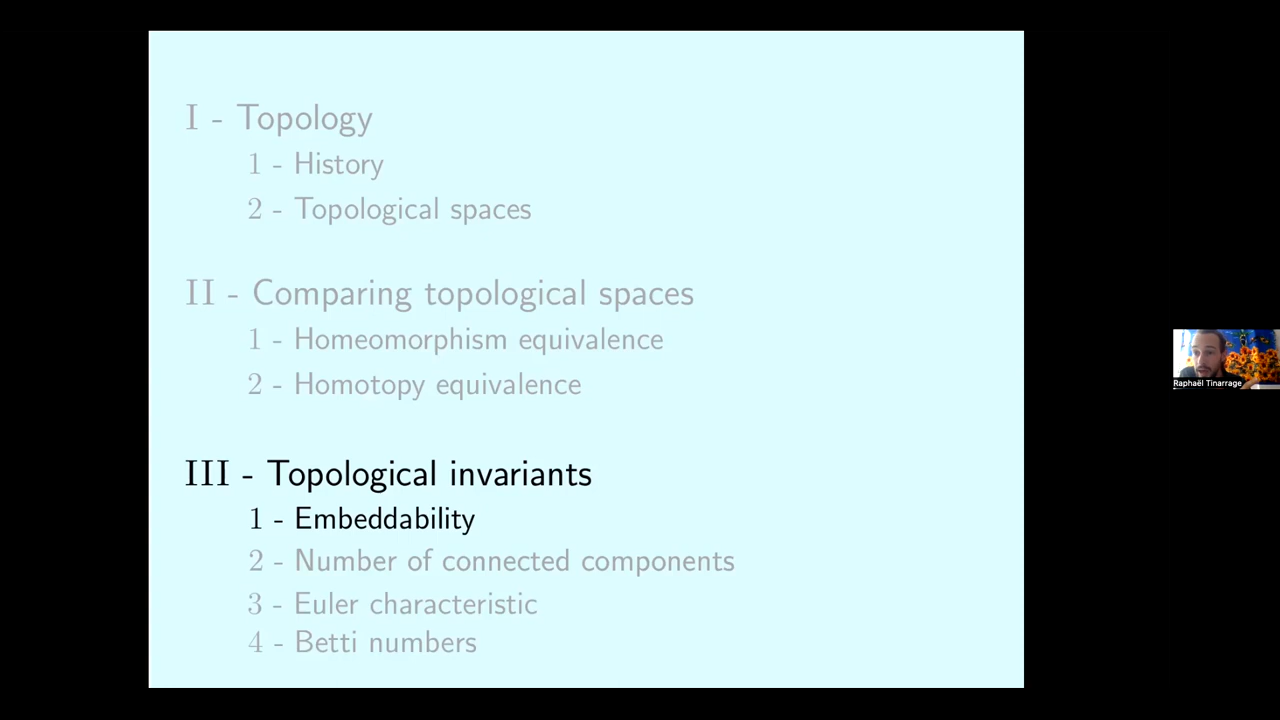 I - Topology
1 - History
2 - Topological spaces
II - Comparing topological spaces
1 - Homeomorphism equivalence
2 - Homotopy equivalence
III - Topological invariants
1 - Embeddability
2 - Number of connected components
3 - Euler characteristic
4 - Betti numbers
Raphaël Tinarrage